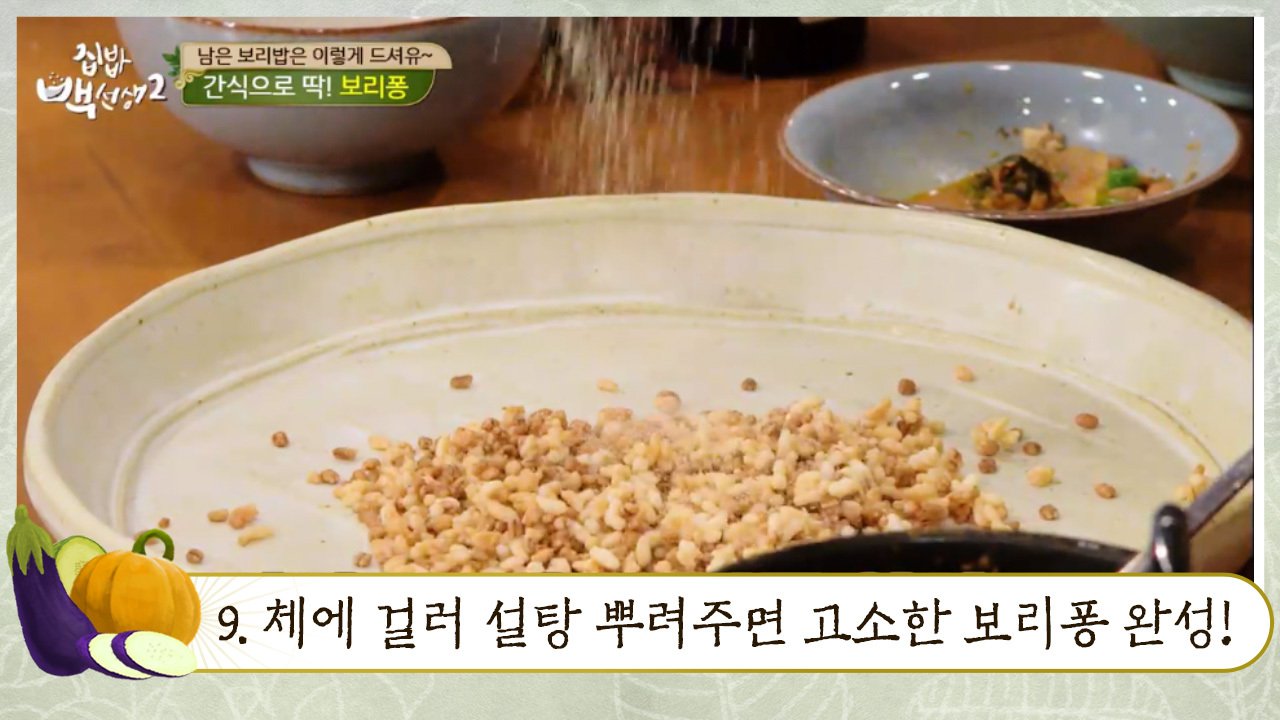 집밥
백선생2
남은 보리밥은 이렇게 드셔유~
간식으로 딱! 보리퐁
9. 체에 걸러 설탕 뿌려주면 고소한 보리퐁 완성!